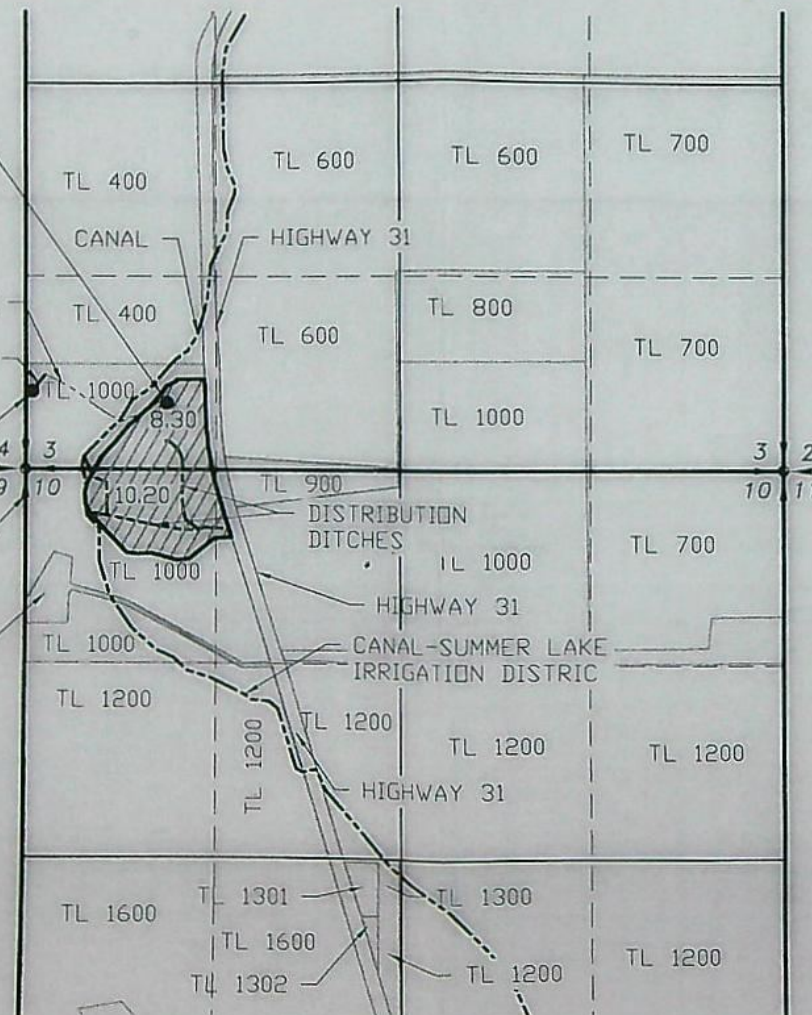 TL 700
TL 600
TL 600
TL 400
CANAL
HIGHWAY 31
TL 400
TL 800
TL 600
TL 700
TL 1000
TL 1000
8.30
4 3
3 2
9 10
10 1
TL 900
10.20
DISTRIBUTION
DITCHES
TL 700
TL 1000
TL 1000
HIGHWAY 31
TL 1000
CANAL-SUMMER LAKE
IRRIGATION DISTRIC
TL 1200
TL 1200
TL 1200
TL 1200
TL 1200
HIGHWAY 31
TL 1301
TL 1300
TL 1600
TL 1600
TL 1200
TL 1200
TL 1302